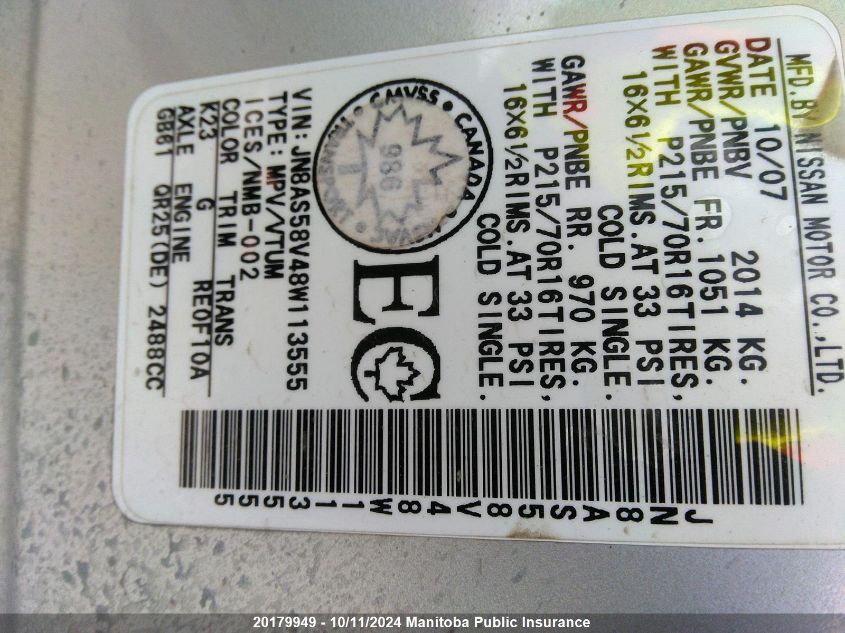 MFD.BY NISSAN MOTOR CO.,LTD.
DATE 10/07
GVWR/PNBV 2014 KG.
GAWR/PNBE FR. 1051 KG.
WITH P215/70R16TIRES,
16X6½RIMS.AT 33 PSI
COLD SINGLE.
GAWR/PNBE RR. 970 KG.
WITH P215/70R16TIRES,
16X6½RIMS.AT 33 PSI
COLD SINGLE.
CMVSS • CANADA
986
EC
VIN: JN8AS58V48W113555
TYPE: MPV/VTUM
ICES/NMB-002
COLOR TRIM TRANS
K23 G RE0F10A
AXLE ENGINE
GB61 QR25(DE) 2488CC
JN8AS58V48W113555
20179949 - 10/11/2024 Manitoba Public Insurance